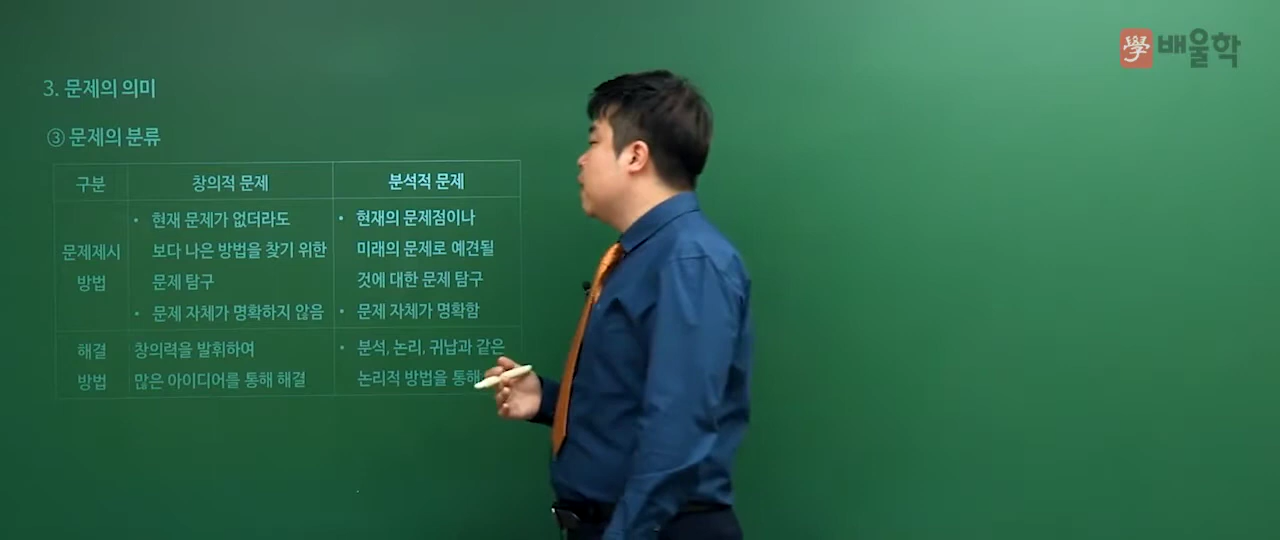 學 배울학
3. 문제의 의미
③ 문제의 분류
구분 창의적 문제 분석적 문제
문제제시
방법
• 현재 문제가 없더라도
보다 나은 방법을 찾기 위한
문제 탐구
• 문제 자체가 명확하지 않음
• 현재의 문제점이나
미래의 문제로 예견될
것에 대한 문제 탐구
• 문제 자체가 명확함
해결
방법
창의력을 발휘하여
많은 아이디어를 통해 해결
• 분석, 논리, 귀납과 같은
논리적 방법을 통해